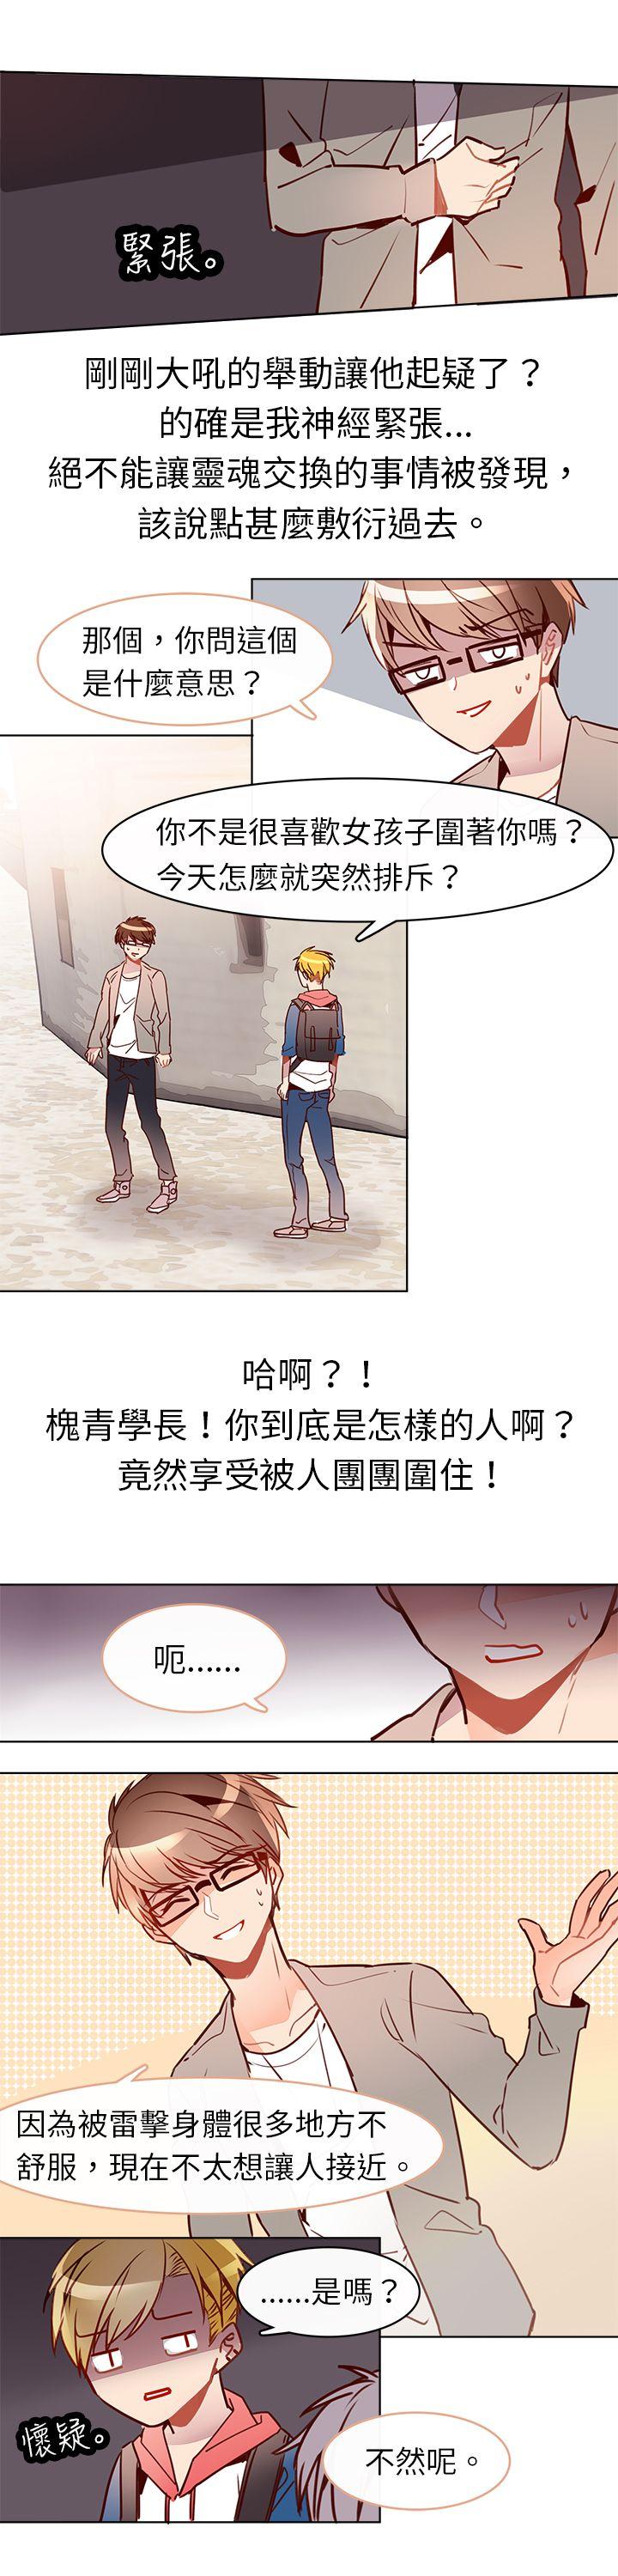 緊張。
剛剛大吼的舉動讓他起疑了？
的確是我神經緊張...
絕不能讓靈魂交換的事情被發現，
該說點甚麼敷衍過去。
那個，你問這個
是什麼意思？
你不是很喜歡女孩子圍著你嗎？
今天怎麼就突然排斥？
哈啊？！
槐青學長！你到底是怎樣的人啊？
竟然享受被人團團圍住！
呃......
因為被雷擊身體很多地方不
舒服，現在不太想讓人接近。
......是嗎？
懷疑。
不然呢。